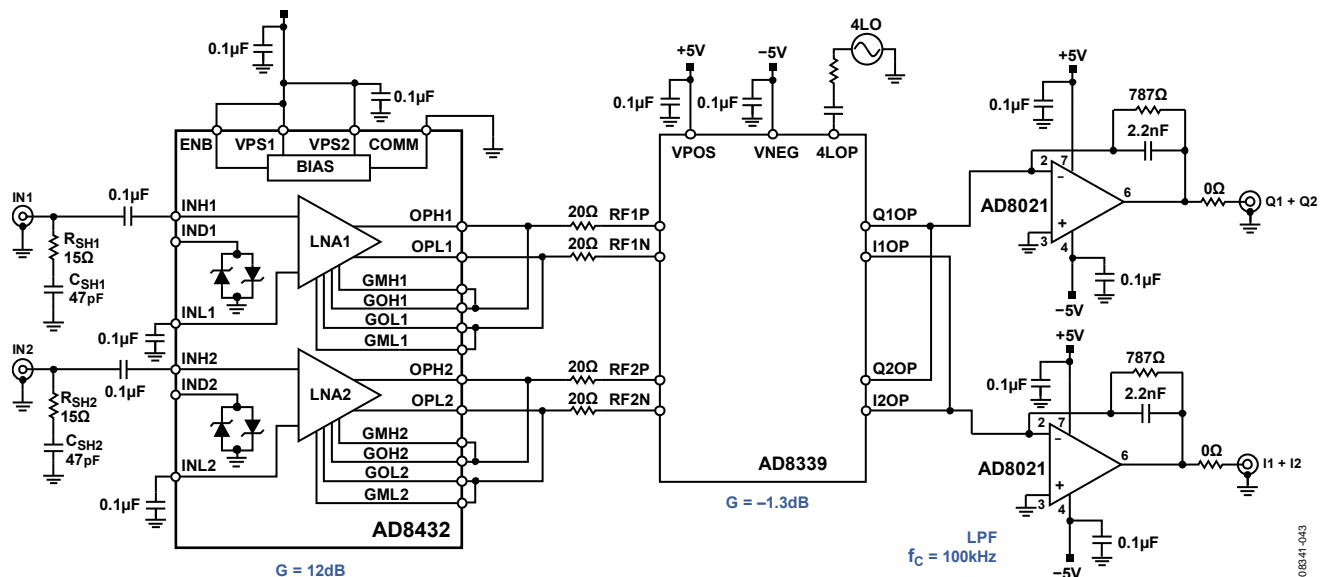 4LO
+5V
−5V
+5V
0.1µF
0.1µF
0.1µF
0.1µF
0.1µF
787Ω
2.2nF
ENB
VPS1
VPS2
COMM
BIAS
VPOS
VNEG
4LOP
2
7
−
6
0Ω
Q1 + Q2
AD8021
+
3
4
0.1µF
−5V
IN1
0.1µF
INH1
OPH1
20Ω
RF1P
Q1OP
RSH1
15Ω
IND1
LNA1
OPL1
20Ω
RF1N
I1OP
CSH1
47pF
GMH1
GOH1
GOL1
GML1
INL1
0.1µF
IN2
0.1µF
INH2
OPH2
20Ω
RF2P
Q2OP
RSH2
15Ω
IND2
LNA2
OPL2
20Ω
RF2N
I2OP
CSH2
47pF
GMH2
GOH2
GOL2
GML2
INL2
0.1µF
AD8432
G = 12dB
AD8339
G = –1.3dB
+5V
0.1µF
787Ω
2.2nF
2
7
−
6
0Ω
I1 + I2
AD8021
+
3
4
0.1µF
−5V
LPF
fC = 100kHz
08341-043